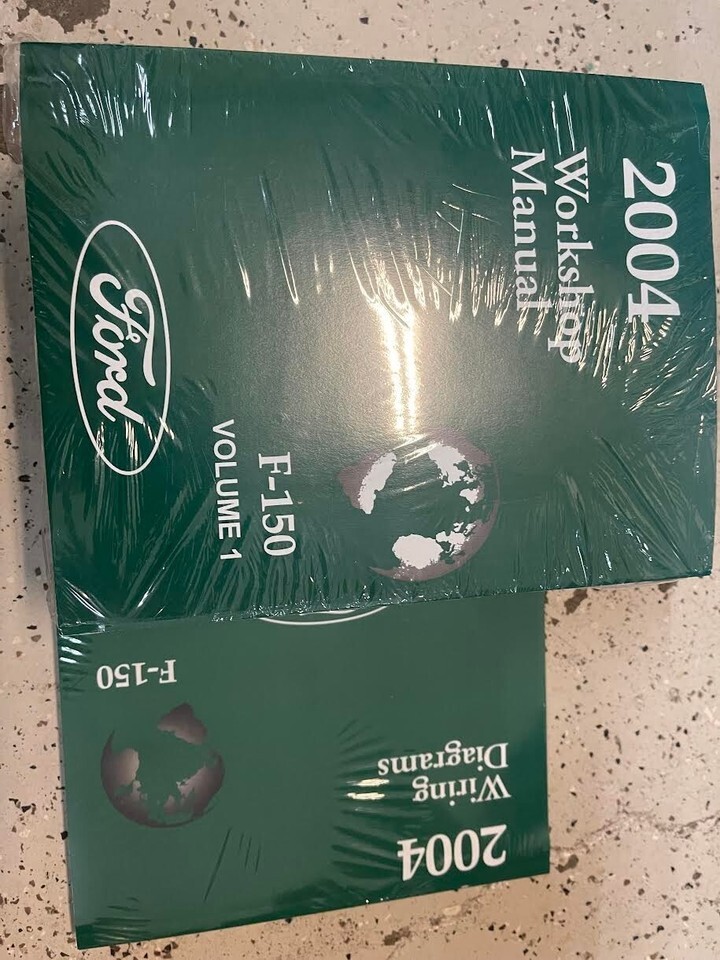 2004
Workshop
Manual
F-150
VOLUME 1
Ford
2004
Wiring
Diagrams
F-150